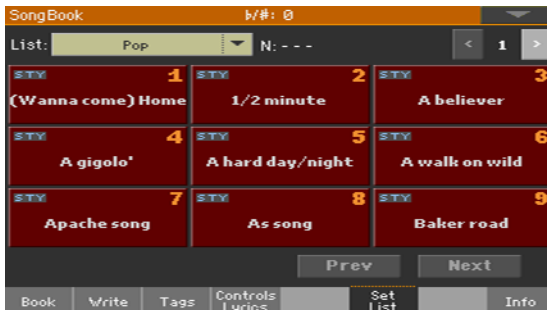 SongBook ♭/#: 0
List: Pop N: --- < 1 >
STY 1 STY 2 STY 3
(Wanna come) Home 1/2 minute A believer
STY 4 STY 5 STY 6
A gigolo' A hard day/night A walk on wild
STY 7 STY 8 STY 9
Apache song As song Baker road
Prev Next
Book Write Tags Controls Lyrics Set List Info